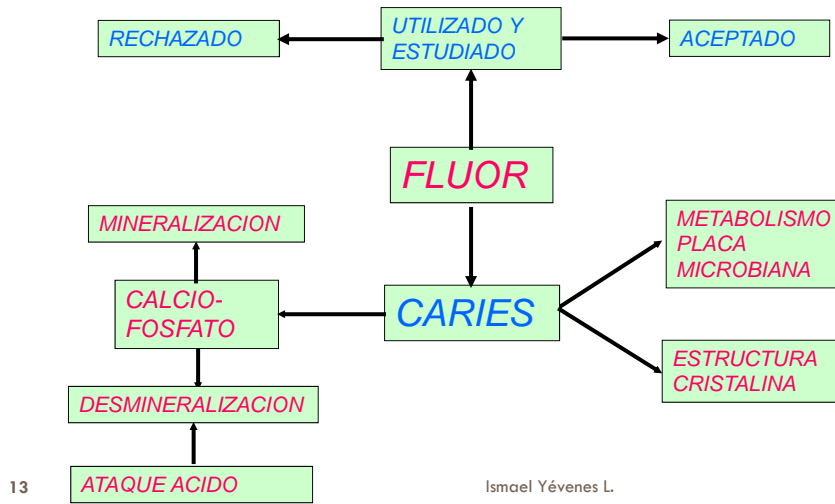 RECHAZADO
UTILIZADO Y
ESTUDIADO
ACEPTADO
FLUOR
MINERALIZACION
METABOLISMO
PLACA
MICROBIANA
CALCIO-
FOSFATO
CARIES
ESTRUCTURA
CRISTALINA
DESMINERALIZACION
ATAQUE ACIDO
13
Ismael Yévenes L.